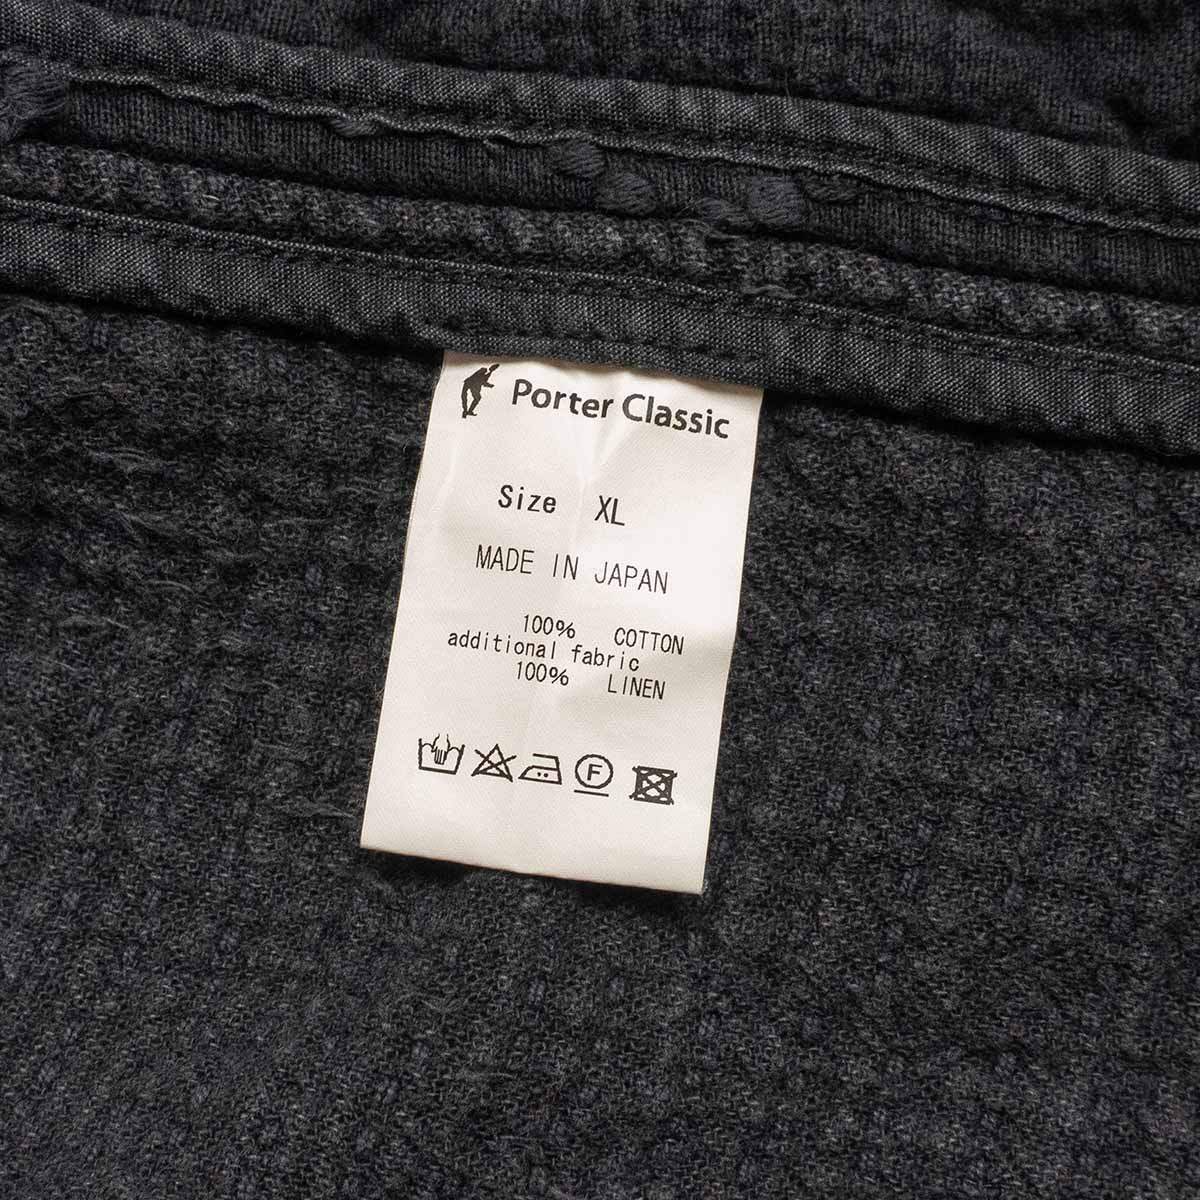 Porter Classic
Size XL
MADE IN JAPAN
100% COTTON
additional fabric
100% LINEN
F